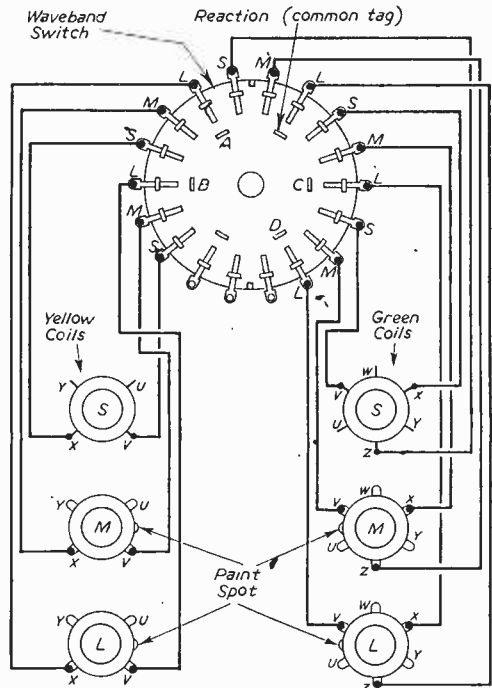 Waveband
Switch
Reaction (common tag)
S
M
L
L
M
S
S
M
A
L
B
C
L
M
S
D
S
M
L
Yellow
Coils
Green
Coils
Y
U
S
X
V
W
V
X
S
U
Y
Z
Y
U
M
X
V
W
V
X
M
U
Y
Z
Paint
Spot
Y
U
L
X
V
W
V
X
L
U
Y
Z